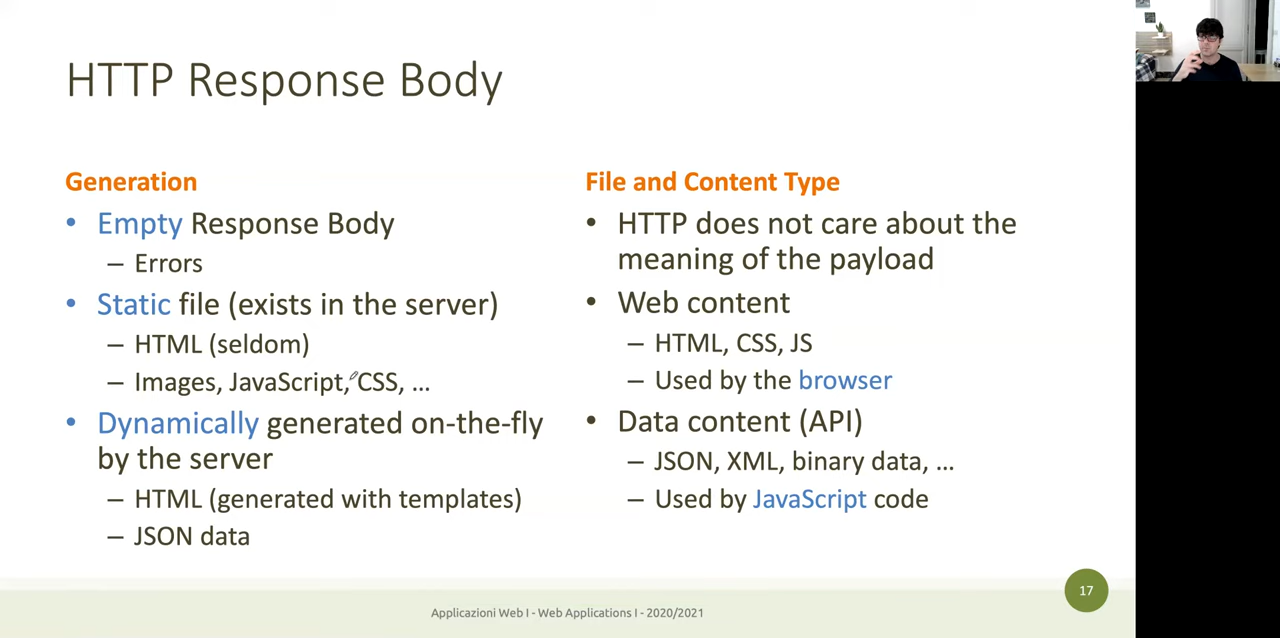 HTTP Response Body
Generation
• Empty Response Body
– Errors
• Static file (exists in the server)
– HTML (seldom)
– Images, JavaScript, CSS, …
• Dynamically generated on-the-fly
by the server
– HTML (generated with templates)
– JSON data
File and Content Type
• HTTP does not care about the
meaning of the payload
• Web content
– HTML, CSS, JS
– Used by the browser
• Data content (API)
– JSON, XML, binary data, …
– Used by JavaScript code
17
Applicazioni Web I - Web Applications I - 2020/2021